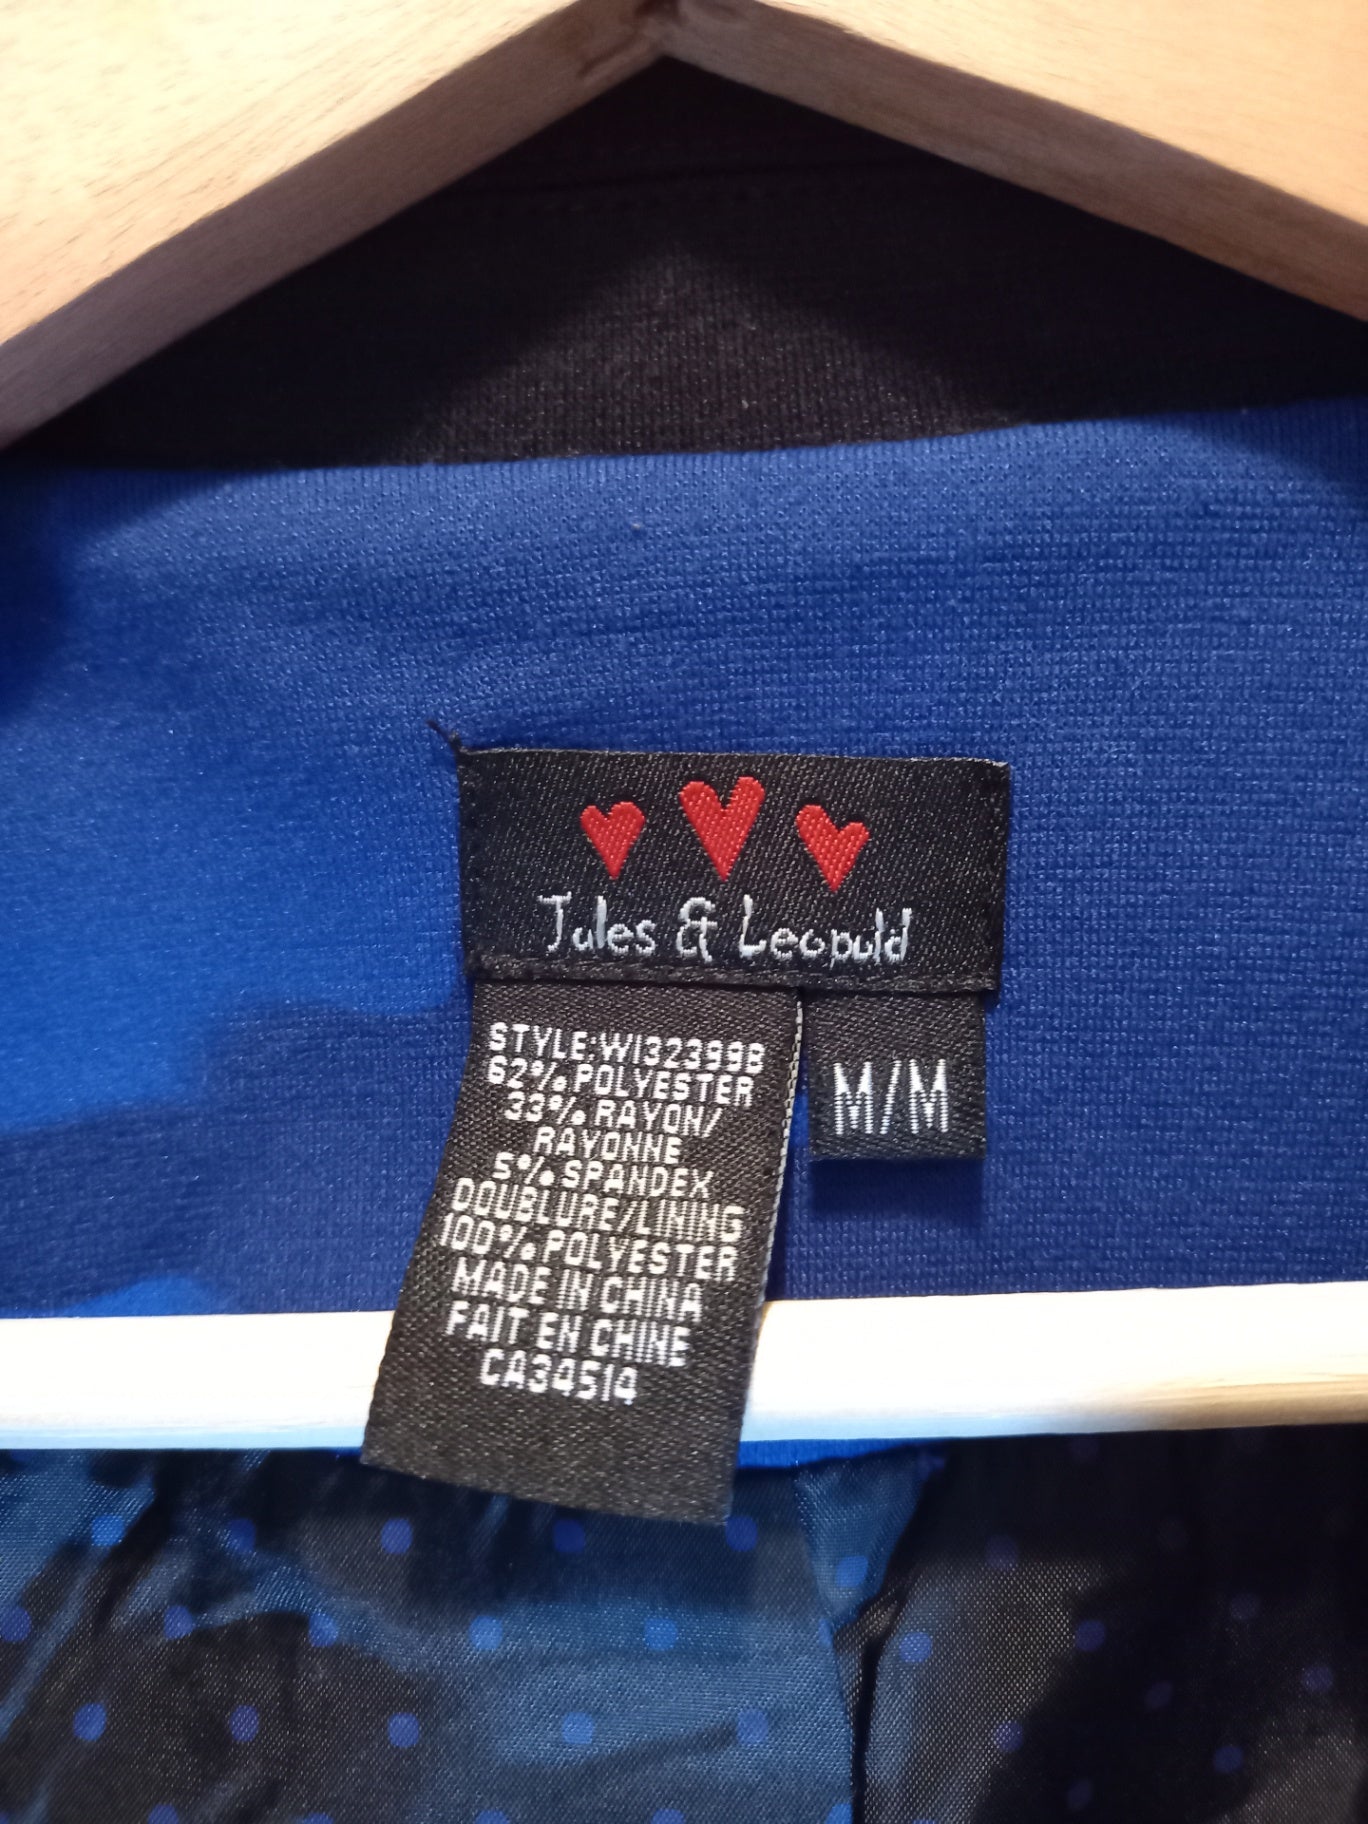 Jules & Leopold
STYLE:WI32399B
62% POLYESTER
33% RAYON/
RAYONNE
5% SPANDEX
DOUBLURE/LINING
100% POLYESTER
MADE IN CHINA
FAIT EN CHINE
CA34514
M/M